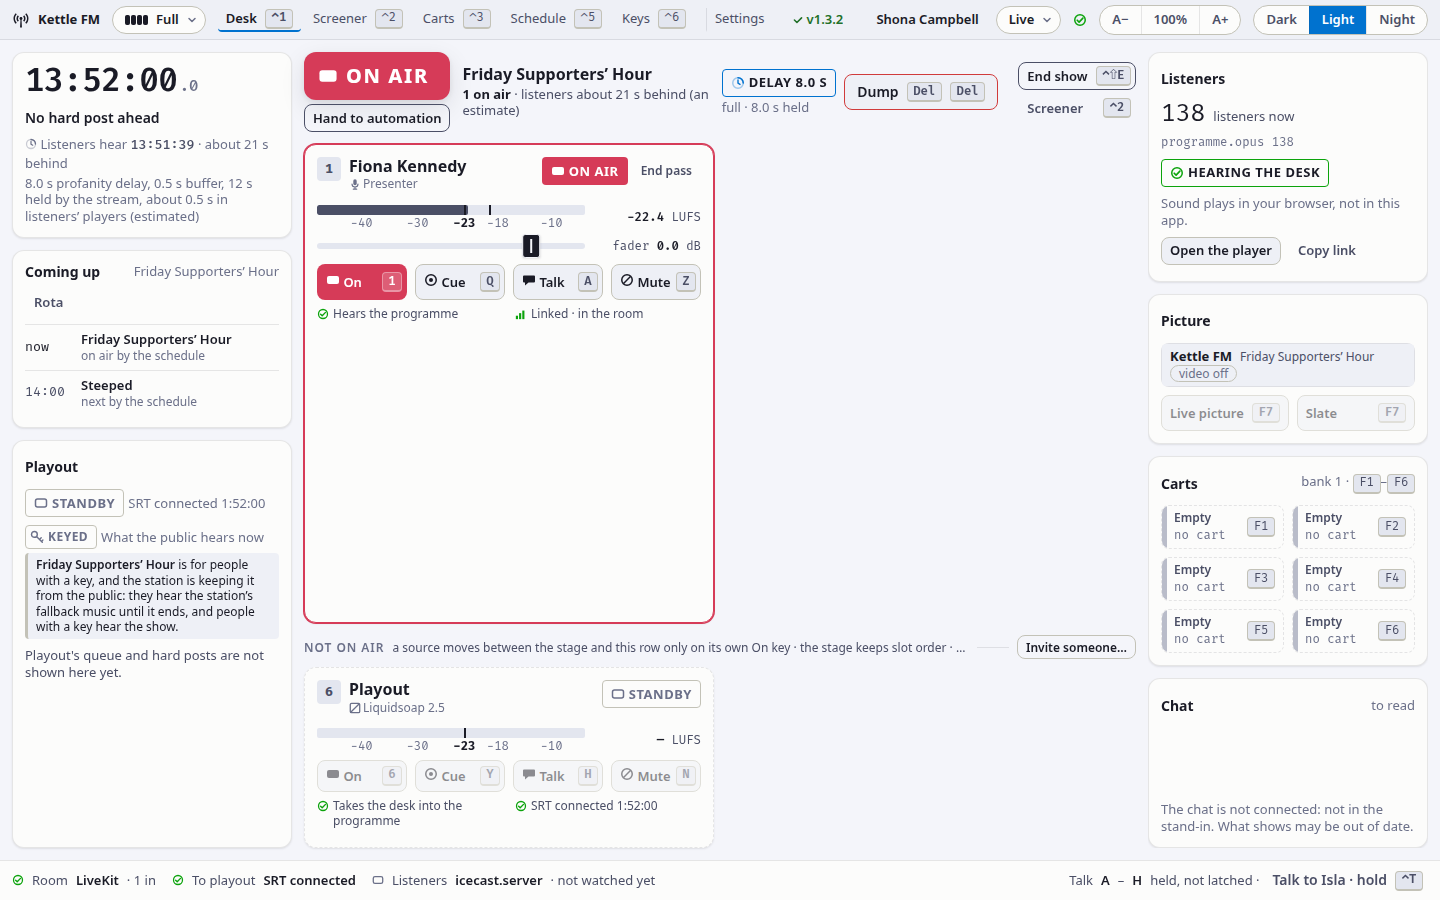 Kettle FM Full Desk ^1 Screener ^2 Carts ^3 Schedule ^5 Keys ^6 Settings v1.3.2 Shona Campbell Live A− 100% A+ Dark Light Night
13:52:00.0
No hard post ahead
Listeners hear 13:51:39 · about 21 s
behind
8.0 s profanity delay, 0.5 s buffer, 12 s
held by the stream, about 0.5 s in
listeners’ players (estimated)
Coming up Friday Supporters’ Hour
Rota
now Friday Supporters’ Hour
on air by the schedule
14:00 Steeped
next by the schedule
Playout
STANDBY SRT connected 1:52:00
KEYED What the public hears now
Friday Supporters’ Hour is for people
with a key, and the station is keeping it
from the public: they hear the station’s
fallback music until it ends, and people
with a key hear the show.
Playout's queue and hard posts are not
shown here yet.
ON AIR
Hand to automation
Friday Supporters’ Hour
1 on air · listeners about 21 s behind (an
estimate)
DELAY 8.0 S
full · 8.0 s held
Dump Del Del
End show ^⇧E
Screener ^2
1 Fiona Kennedy
Presenter
ON AIR End pass
−40 −30 −23 −18 −10
−22.4 LUFS
fader 0.0 dB
On 1 Cue Q Talk A Mute Z
Hears the programme Linked · in the room
NOT ON AIR a source moves between the stage and this row only on its own On key · the stage keeps slot order · ... Invite someone...
6 Playout
Liquidsoap 2.5
STANDBY
−40 −30 −23 −18 −10
— LUFS
On 6 Cue Y Talk H Mute N
Takes the desk into the
programme
SRT connected 1:52:00
Listeners
138 listeners now
programme.opus 138
HEARING THE DESK
Sound plays in your browser, not in this
app.
Open the player Copy link
Picture
Kettle FM Friday Supporters’ Hour
video off
Live picture F7 Slate F7
Carts bank 1 · F1–F6
Empty F1 Empty F2
no cart no cart
Empty F3 Empty F4
no cart no cart
Empty F5 Empty F6
no cart no cart
Chat to read
The chat is not connected: not in the
stand-in. What shows may be out of date.
Room LiveKit · 1 in To playout SRT connected Listeners icecast.server · not watched yet Talk A – H held, not latched · Talk to Isla · hold ^T